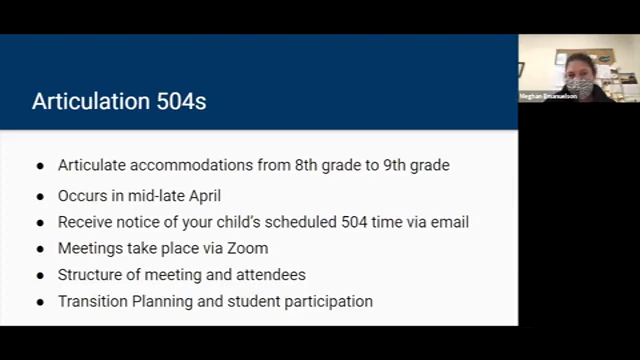 Articulation 504s
Meghan Emanuelson
● Articulate accommodations from 8th grade to 9th grade
● Occurs in mid-late April
● Receive notice of your child's scheduled 504 time via email
● Meetings take place via Zoom
● Structure of meeting and attendees
● Transition Planning and student participation